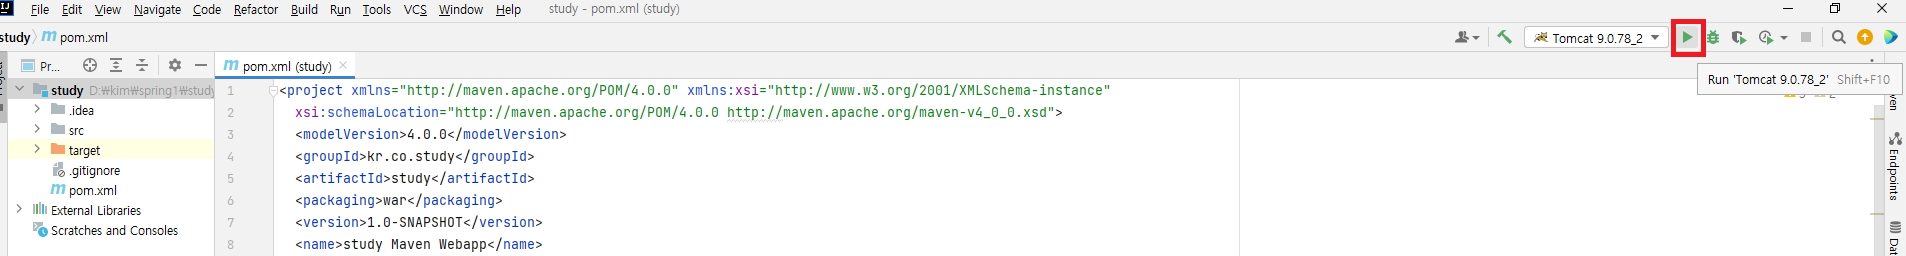 File Edit View Navigate Code Refactor Build Run Tools VCS Window Help study - pom.xml (study)
study pom.xml Tomcat 9.0.78_2
Pr... pom.xml (study)
Run 'Tomcat 9.0.78_2' Shift+F10
study D:₩kim₩spring1₩study
.idea
src
target
.gitignore
pom.xml
External Libraries
Scratches and Consoles
1 <project xmlns="http://maven.apache.org/POM/4.0.0" xmlns:xsi="http://www.w3.org/2001/XMLSchema-instance"
2 xsi:schemaLocation="http://maven.apache.org/POM/4.0.0 http://maven.apache.org/maven-v4_0_0.xsd">
3 <modelVersion>4.0.0</modelVersion>
4 <groupId>kr.co.study</groupId>
5 <artifactId>study</artifactId>
6 <packaging>war</packaging>
7 <version>1.0-SNAPSHOT</version>
8 <name>study Maven Webapp</name>
Endpoints